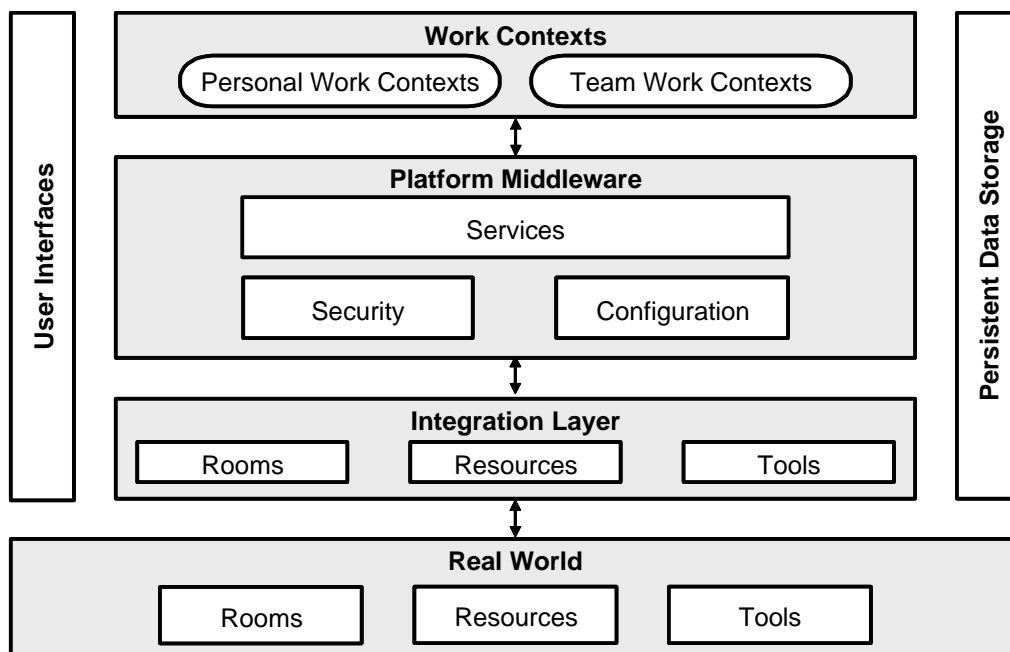 User Interfaces
Work Contexts
Personal Work Contexts
Team Work Contexts
Platform Middleware
Services
Security
Configuration
Integration Layer
Rooms
Resources
Tools
Persistent Data Storage
Real World
Rooms
Resources
Tools